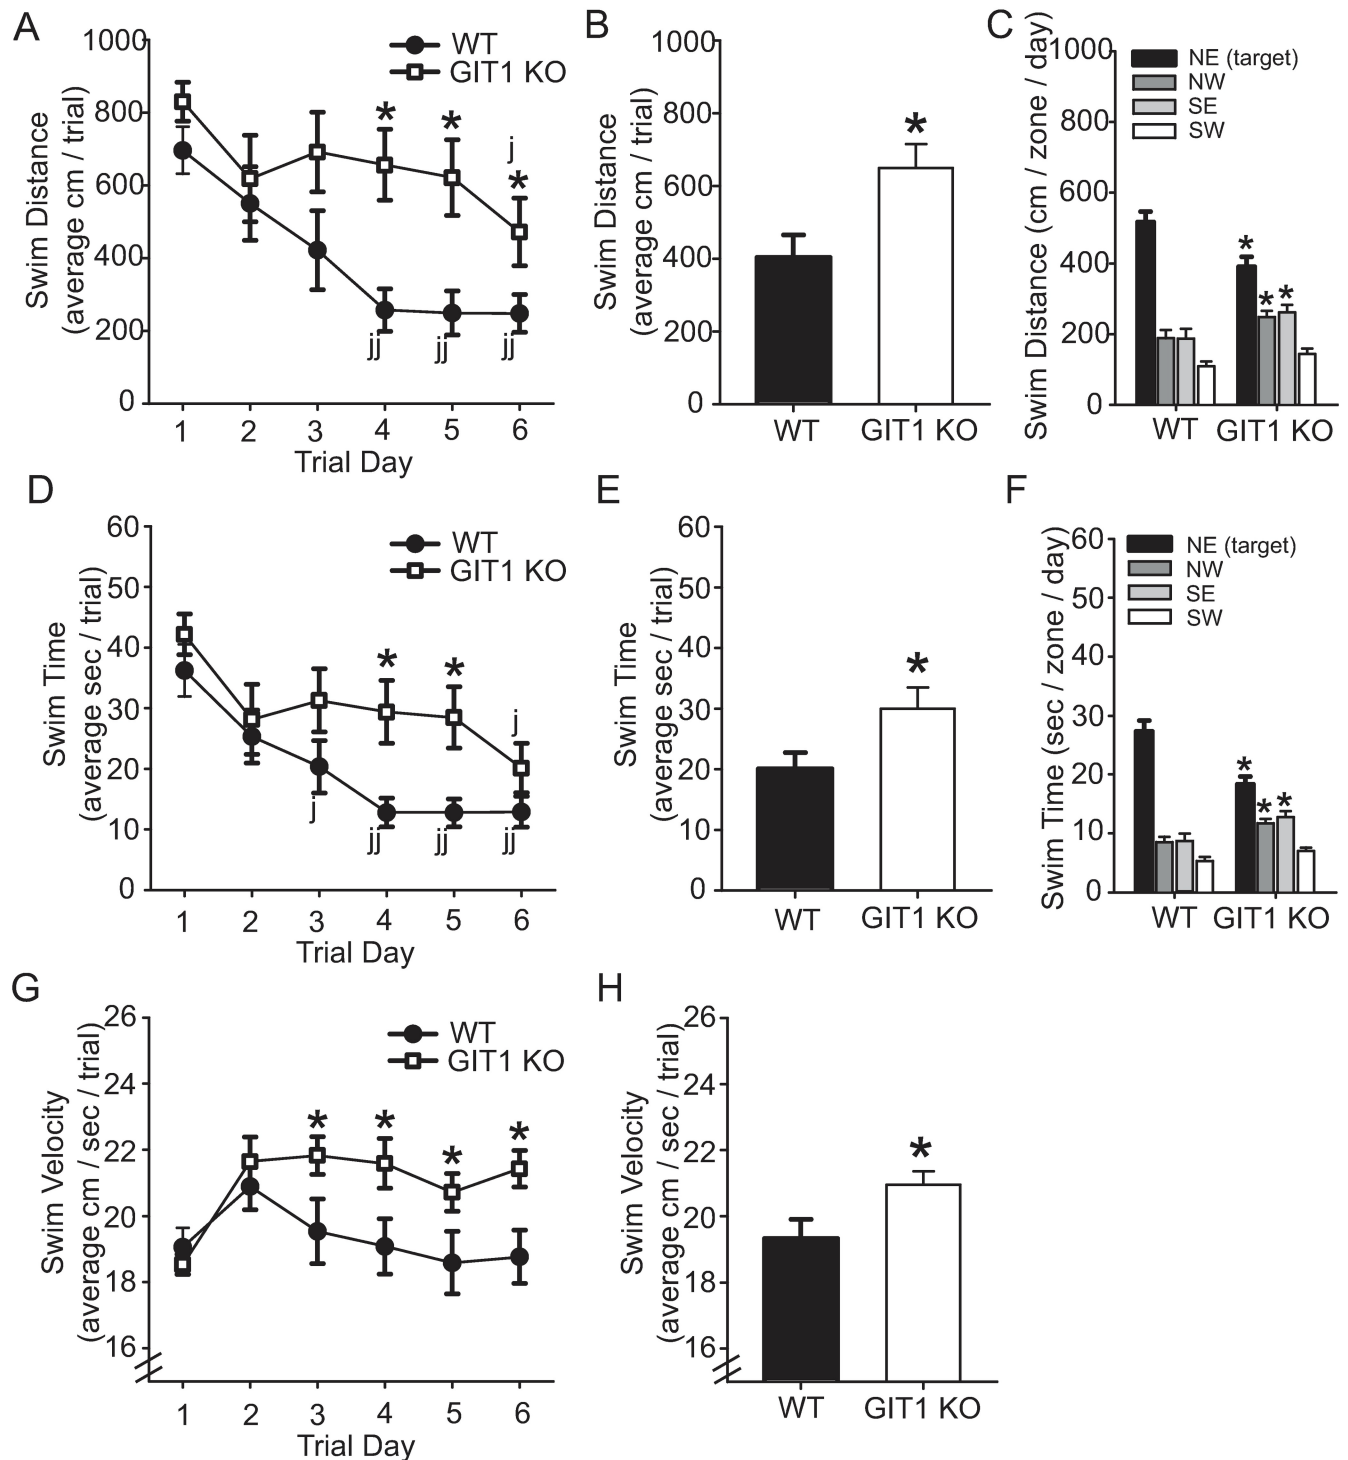 A
1000
800
600
400
200
0
Swim Distance
(average cm / trial)
WT
GIT1 KO
*
*
j
*
jj
jj
jj
1 2 3 4 5 6
Trial Day
B
1000
800
600
400
200
0
Swim Distance
(average cm / trial)
*
WT GIT1 KO
C
1000
800
600
400
200
0
Swim Distance (cm / zone / day)
NE (target)
NW
SE
SW
*
* *
WT GIT1 KO
D
60
50
40
30
20
10
0
Swim Time
(average sec / trial)
WT
GIT1 KO
*
*
j
j
jj
jj
jj
1 2 3 4 5 6
Trial Day
E
60
50
40
30
20
10
0
Swim Time
(average sec / trial)
*
WT GIT1 KO
F
60
50
40
30
20
10
0
Swim Time (sec / zone / day)
NE (target)
NW
SE
SW
*
* *
WT GIT1 KO
G
26
24
22
20
18
16
Swim Velocity
(average cm / sec / trial)
WT
GIT1 KO
* * * *
1 2 3 4 5 6
Trial Day
H
26
24
22
20
18
16
Swim Velocity
(average cm / sec / trial)
*
WT GIT1 KO